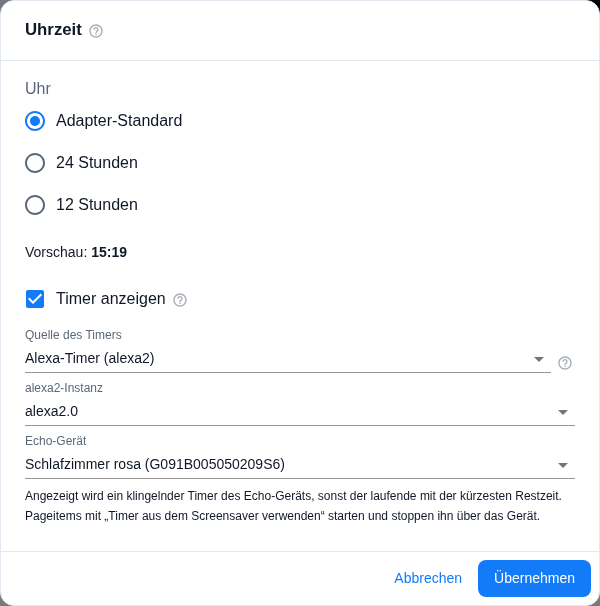 Uhrzeit
Uhr
Adapter-Standard
24 Stunden
12 Stunden
Vorschau: 15:19
Timer anzeigen
Quelle des Timers
Alexa-Timer (alexa2)
alexa2-Instanz
alexa2.0
Echo-Gerät
Schlafzimmer rosa (G091B005050209S6)
Angezeigt wird ein klingelnder Timer des Echo-Geräts, sonst der laufende mit der kürzesten Restzeit.
Pageitems mit „Timer aus dem Screensaver verwenden“ starten und stoppen ihn über das Gerät.
Abbrechen
Übernehmen